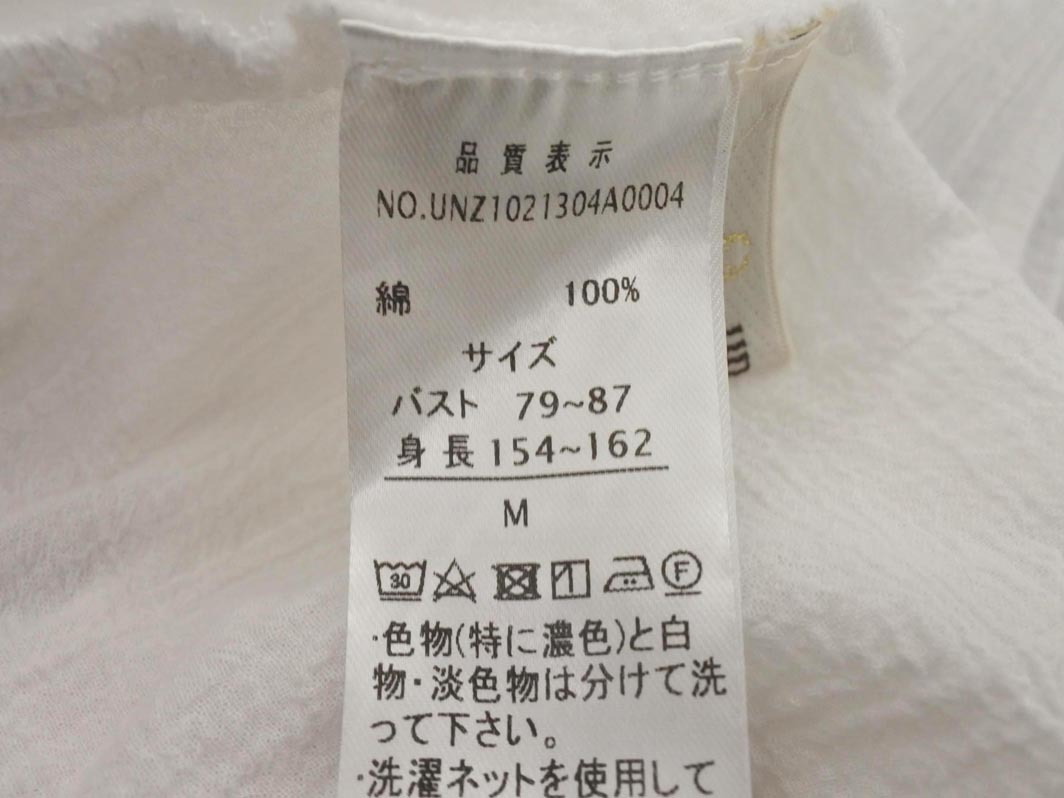 品質表示
NO.UNZ1021304A0004
綿 100%
サイズ
バスト 79~87
身長 154~162
M
30
F
·色物(特に濃色)と白
物·淡色物は分けて洗
って下さい。
·洗濯ネットを使用して